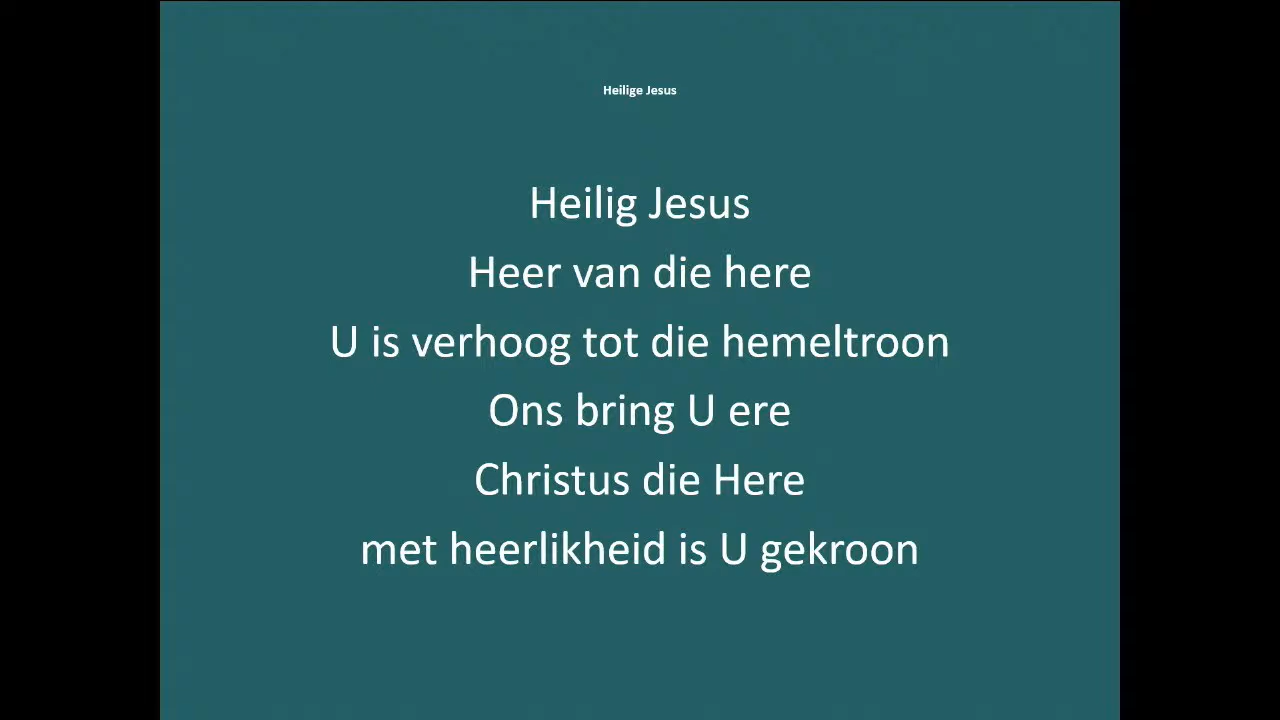 Heilige Jesus
Heilig Jesus
Heer van die here
U is verhoog tot die hemeltroon
Ons bring U ere
Christus die Here
met heerlikheid is U gekroon